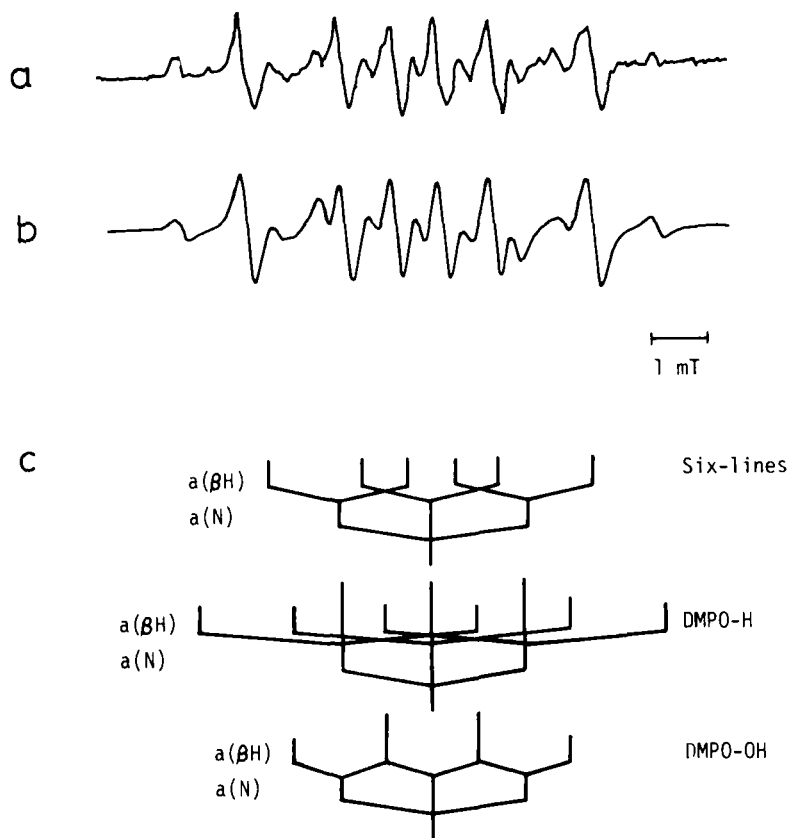 a
b
1 mT
c
a(βH)
Six-lines
a(N)
a(βH)
DMPO-H
a(N)
a(βH)
DMPO-OH
a(N)